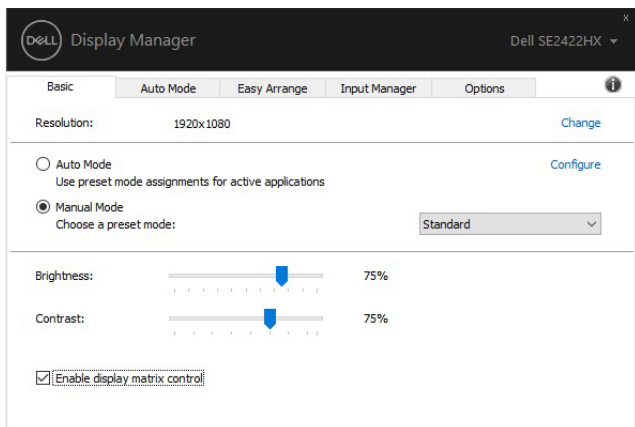 x
DELL Display Manager Dell SE2422HX
Basic Auto Mode Easy Arrange Input Manager Options i
Resolution: 1920x1080 Change
Auto Mode Configure
Use preset mode assignments for active applications
Manual Mode
Choose a preset mode: Standard
Brightness: 75%
Contrast: 75%
Enable display matrix control